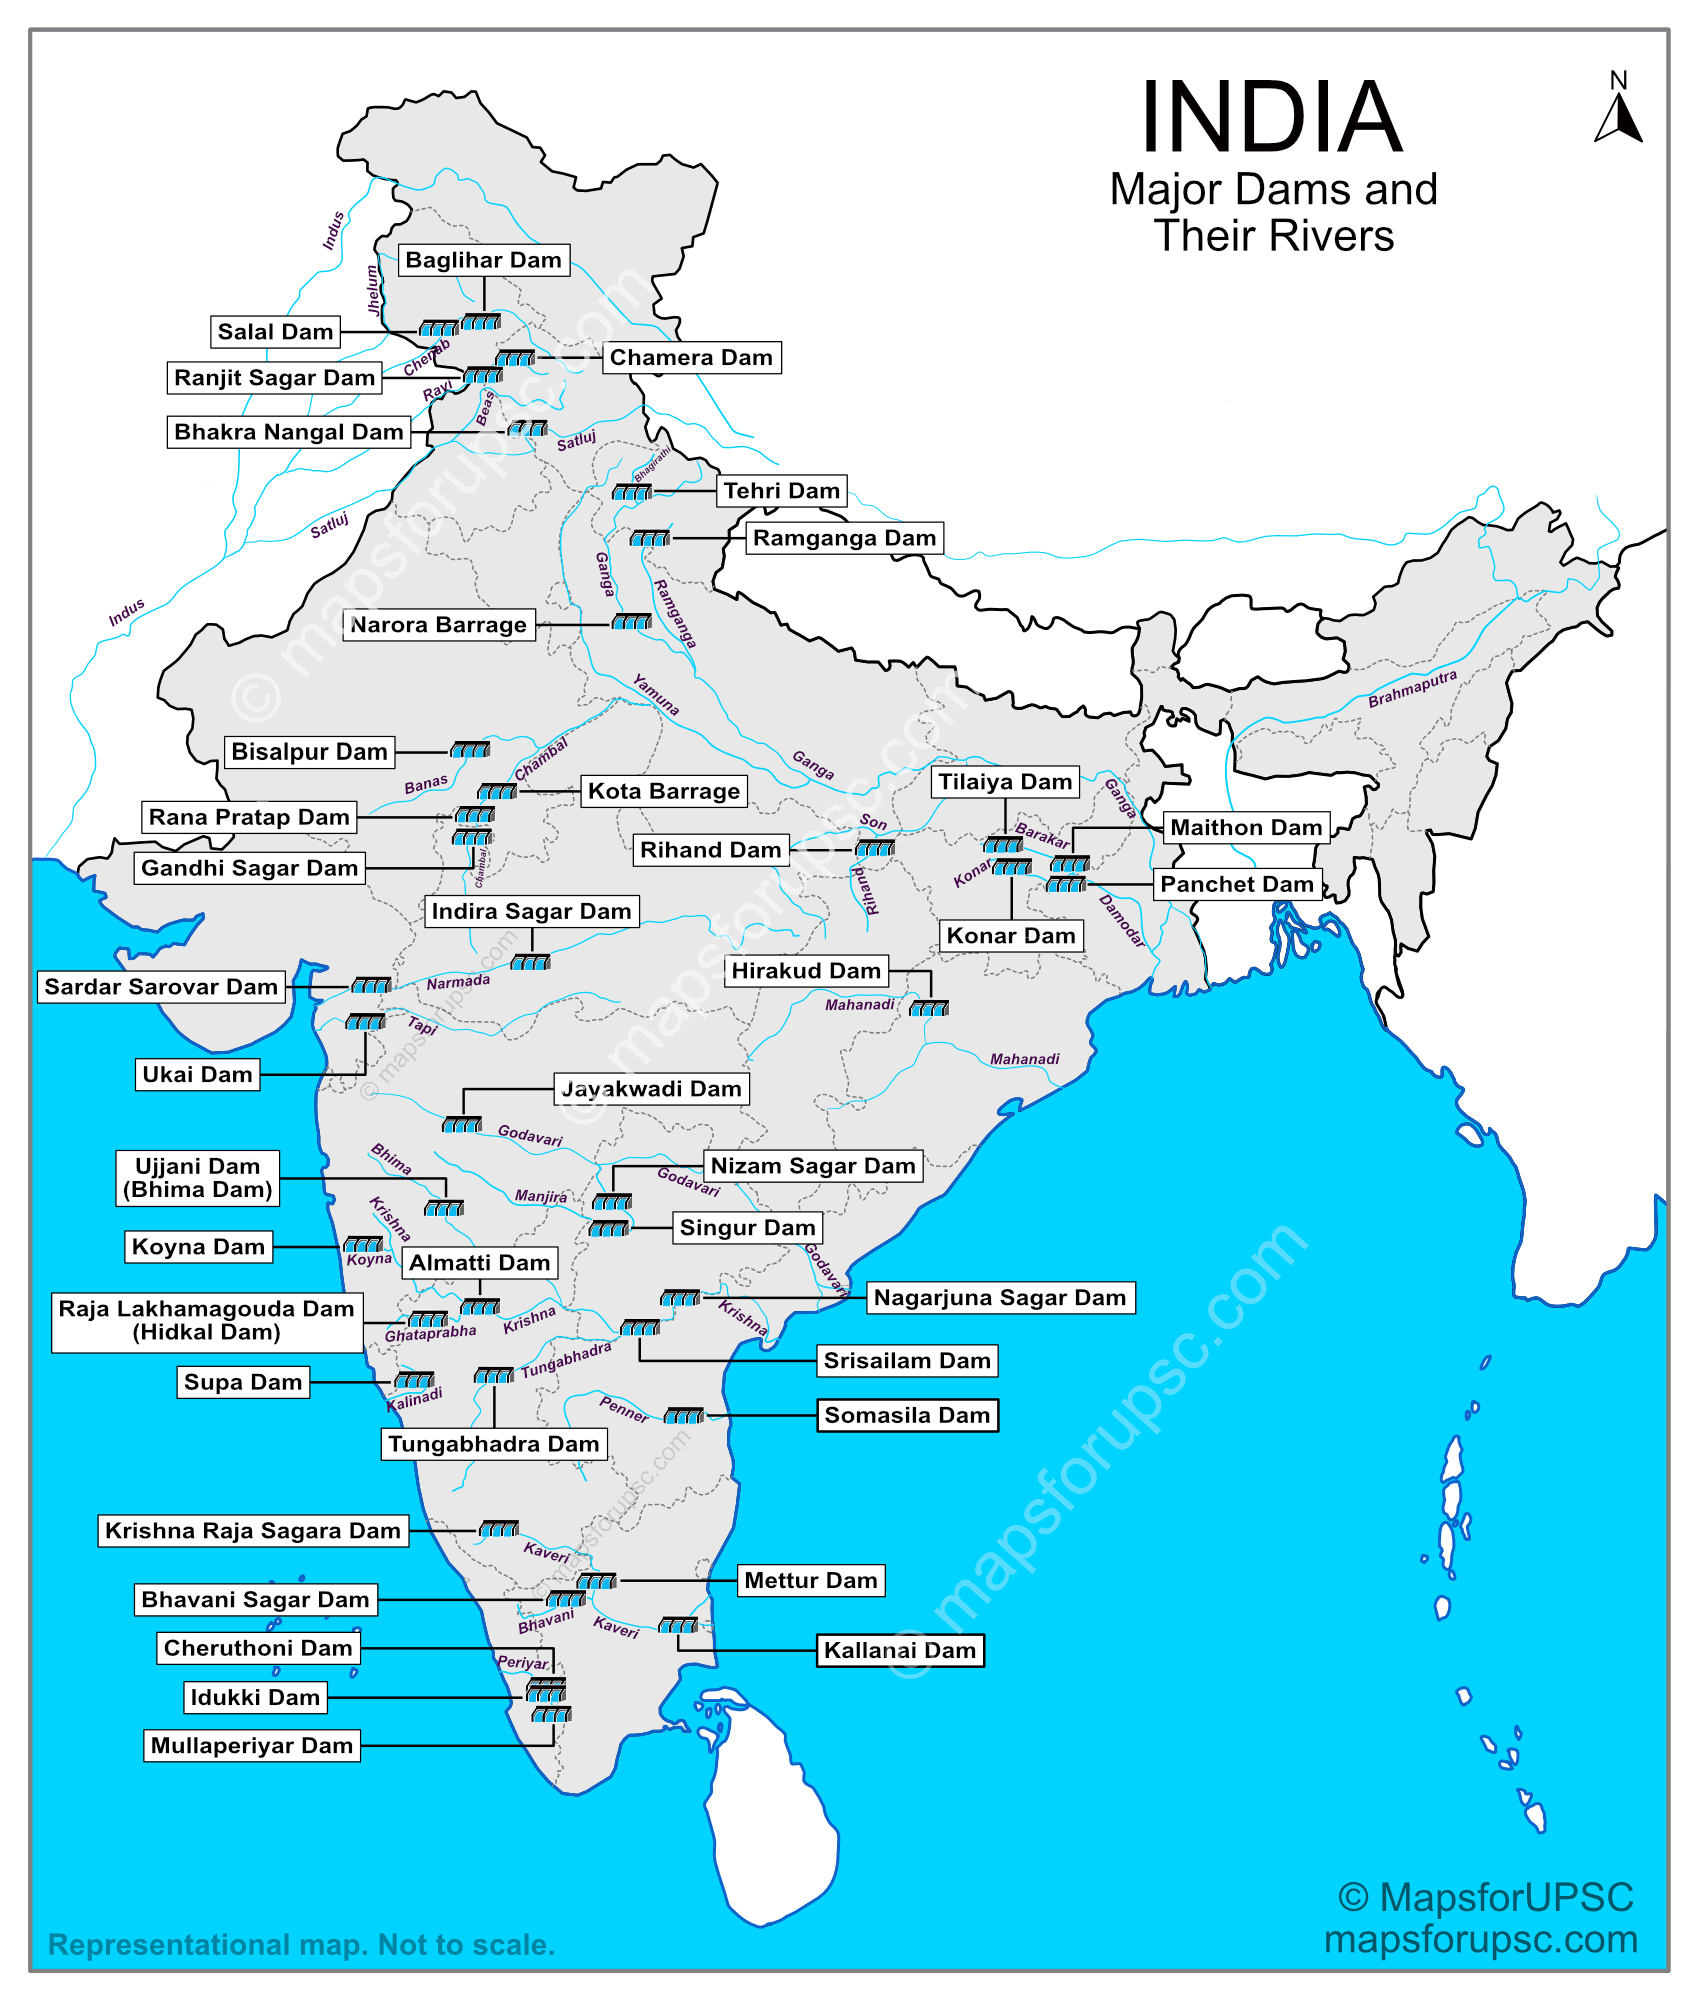 INDIA
Major Dams and
Their Rivers
N
Indus
Jhelum
Baglihar Dam
Salal Dam
Chenab
Chamera Dam
Ranjit Sagar Dam
Ravi
Beas
Bhakra Nangal Dam
Satluj
Bhagirathi
Tehri Dam
Satluj
Ramganga Dam
Ganga
Ramganga
Indus
Narora Barrage
Yamuna
Brahmaputra
Bisalpur Dam
Chambal
Banas
Ganga
Kota Barrage
Tilaiya Dam
Ganga
Rana Pratap Dam
Son
Barakar
Maithon Dam
Rihand Dam
Gandhi Sagar Dam
Chambal
Konar
Panchet Dam
Rihand
Damodar
Indira Sagar Dam
Konar Dam
Hirakud Dam
Sardar Sarovar Dam
Narmada
Mahanadi
Tapi
Mahanadi
Ukai Dam
Jayakwadi Dam
Godavari
Bhima
Ujjani Dam
(Bhima Dam)
Nizam Sagar Dam
Godavari
Manjira
Krishna
Singur Dam
Koyna Dam
Koyna
Almatti Dam
Godavari
Nagarjuna Sagar Dam
Raja Lakhamagouda Dam
(Hidkal Dam)
Ghataprabha
Krishna
Krishna
Srisailam Dam
Tungabhadra
Supa Dam
Kalinadi
Penner
Somasila Dam
Tungabhadra Dam
Krishna Raja Sagara Dam
Kaveri
Mettur Dam
Bhavani Sagar Dam
Bhavani
Kaveri
Cheruthoni Dam
Kallanai Dam
Periyar
Idukki Dam
Mullaperiyar Dam
© mapsforupsc.com
© mapsforupsc.com
© mapsforupsc.com
© mapsforupsc.com
© mapsforupsc.com
© MapsforUPSC
mapsforupsc.com
Representational map. Not to scale.